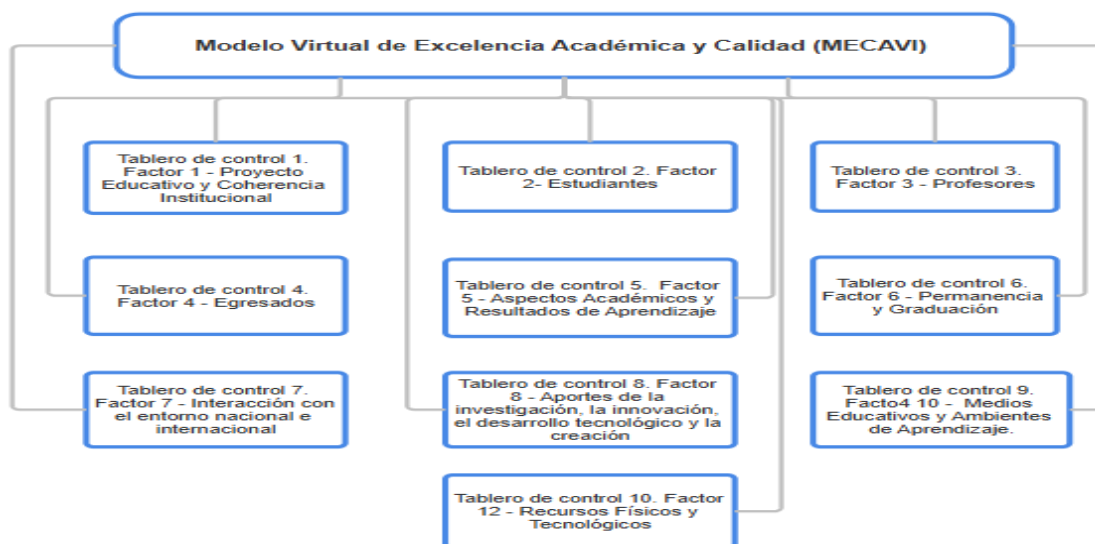 Modelo Virtual de Excelencia Académica y Calidad (MECAVI)
Tablero de control 1.
Factor 1 - Proyecto
Educativo y Coherencia
Institucional
Tablero de control 2. Factor
2- Estudiantes
Tablero de control 3.
Factor 3 - Profesores
Tablero de control 4.
Factor 4 - Egresados
Tablero de control 5. Factor
5 - Aspectos Académicos y
Resultados de Aprendizaje
Tablero de control 6.
Factor 6 - Permanencia
y Graduación
Tablero de control 7.
Factor 7 - Interacción con
el entorno nacional e
internacional
Tablero de control 8. Factor
8 - Aportes de la
investigación, la innovación,
el desarrollo tecnológico y la
creación
Tablero de control 9.
Facto4 10 - Medios
Educativos y Ambientes
de Aprendizaje.
Tablero de control 10. Factor
12 - Recursos Físicos y
Tecnológicos